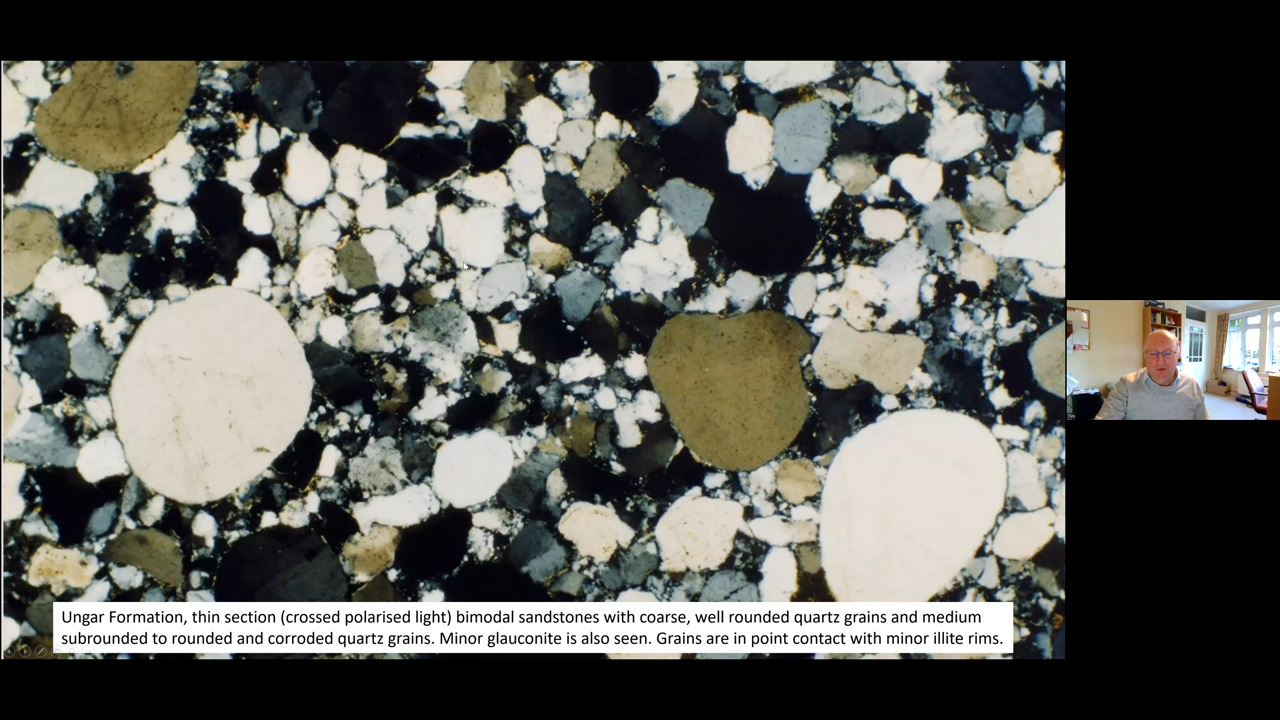 Ungar Formation, thin section (crossed polarised light) bimodal sandstones with coarse, well rounded quartz grains and medium
subrounded to rounded and corroded quartz grains. Minor glauconite is also seen. Grains are in point contact with minor illite rims.